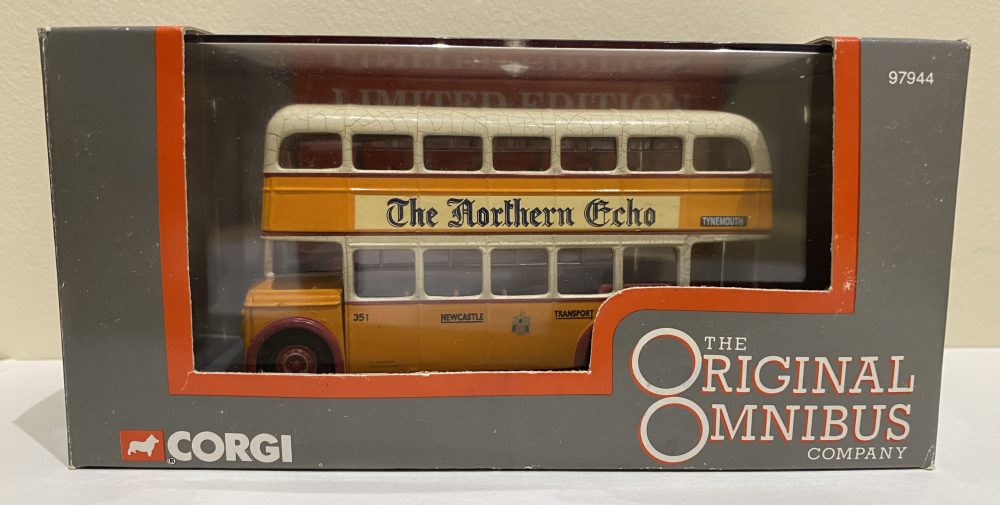 97944
LIMITED EDITION
The Northern Echo
TYNEMOUTH
351
NEWCASTLE
TRANSPORT
THE
ORIGINAL
OMNIBUS
COMPANY
CORGI